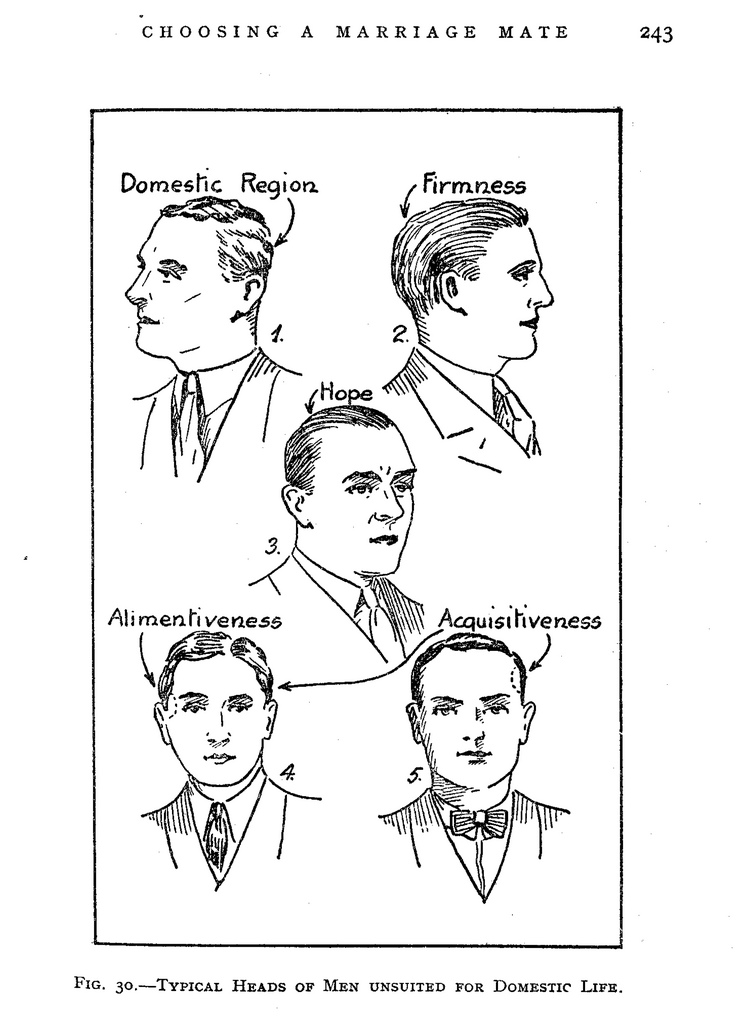 CHOOSING A MARRIAGE MATE 243
Domestic Region
Firmness
1.
2.
Hope
3.
Alimentiveness
Acquisitiveness
4.
5.
FIG. 30.—TYPICAL HEADS OF MEN UNSUITED FOR DOMESTIC LIFE.